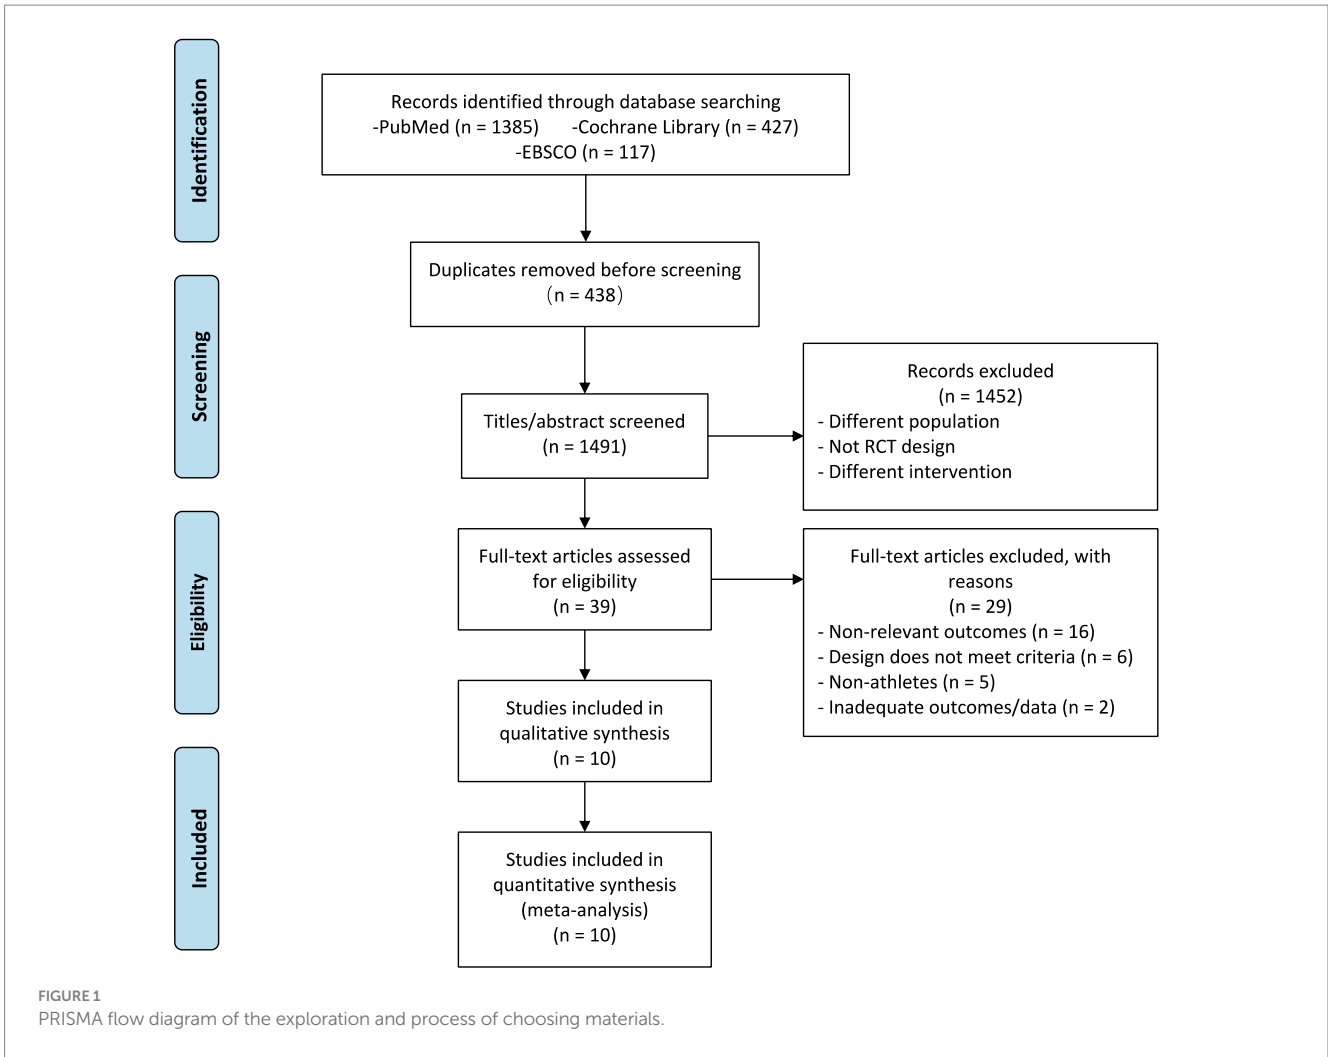 Identification
Records identified through database searching
-PubMed (n = 1385) -Cochrane Library (n = 427)
-EBSCO (n = 117)
Duplicates removed before screening
（n = 438）
Screening
Titles/abstract screened
(n = 1491)
Records excluded
(n = 1452)
- Different population
- Not RCT design
- Different intervention
Eligibility
Full-text articles assessed
for eligibility
(n = 39)
Full-text articles excluded, with
reasons
(n = 29)
- Non-relevant outcomes (n = 16)
- Design does not meet criteria (n = 6)
- Non-athletes (n = 5)
- Inadequate outcomes/data (n = 2)
Studies included in
qualitative synthesis
(n = 10)
Included
Studies included in
quantitative synthesis
(meta-analysis)
(n = 10)
FIGURE 1
PRISMA flow diagram of the exploration and process of choosing materials.